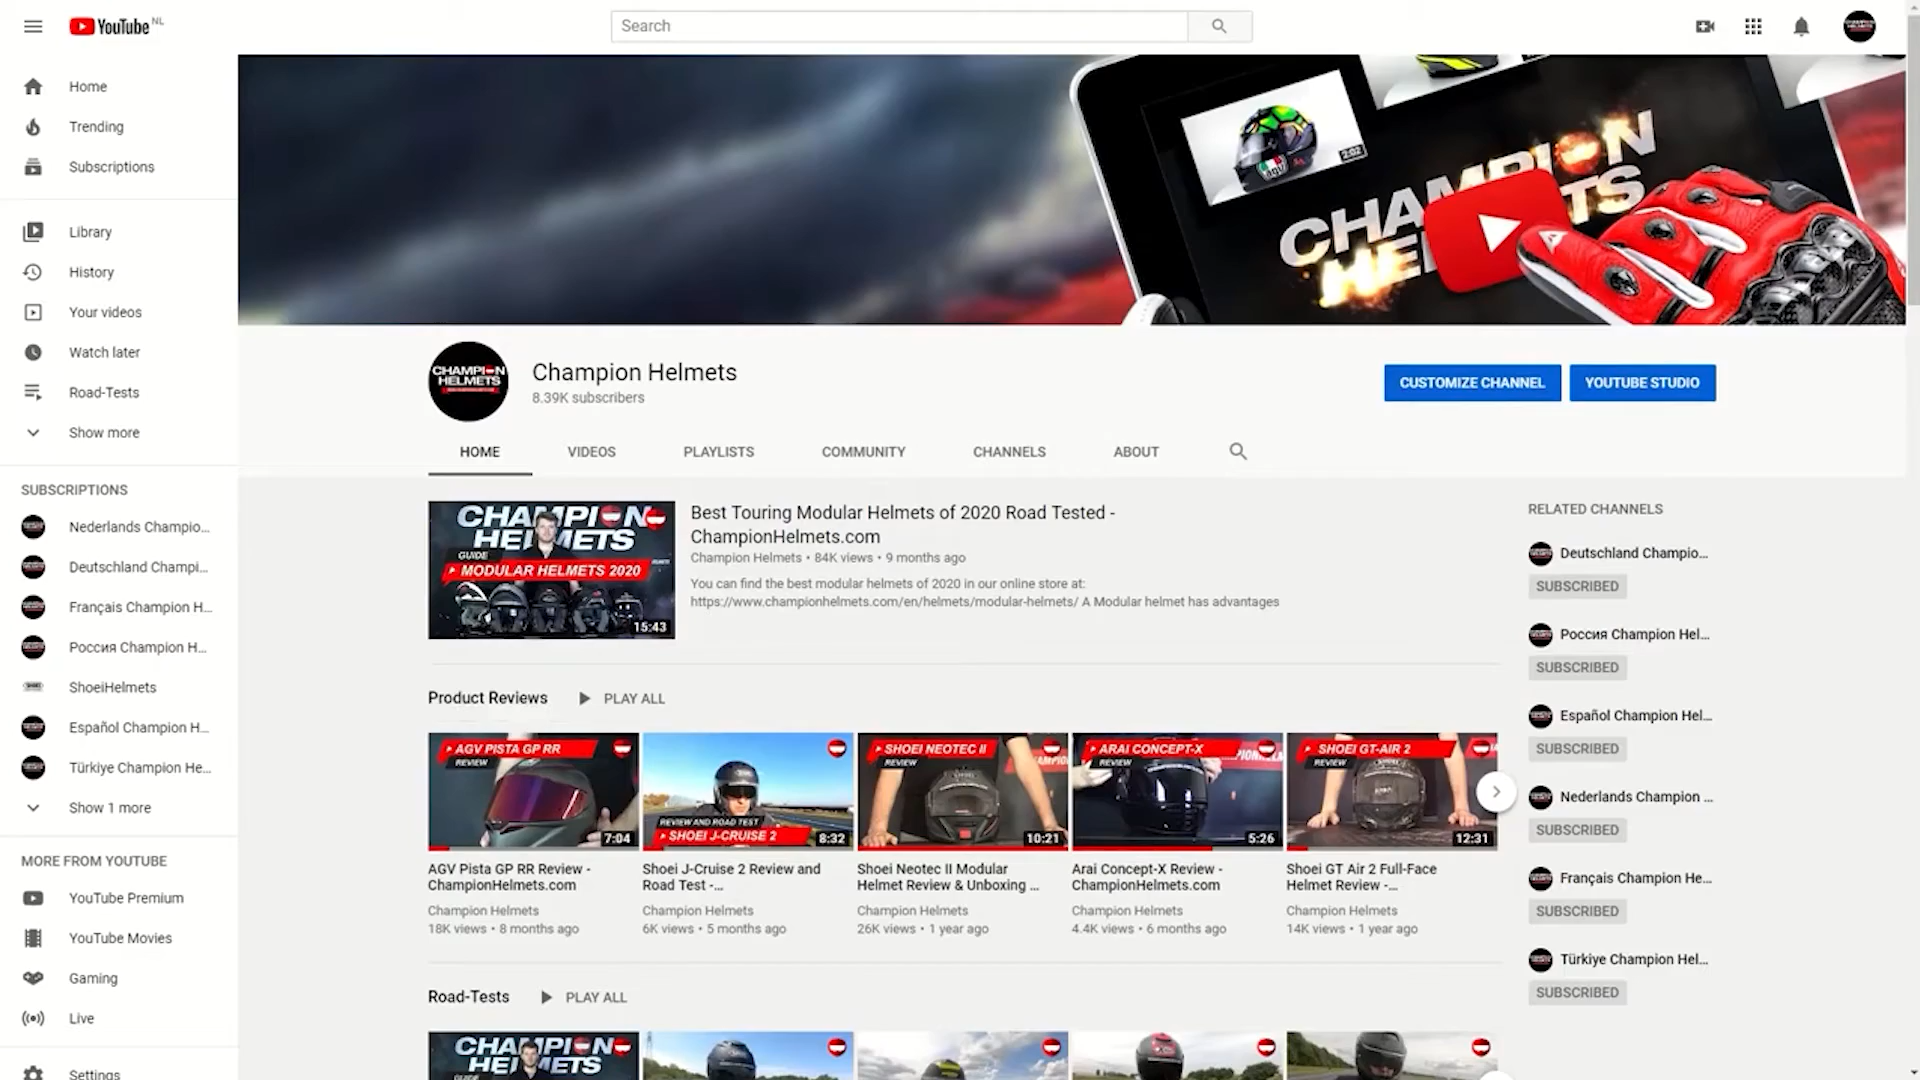 YouTube NL
Search
Home
Trending
Subscriptions
Library
History
Your videos
Watch later
Road-Tests
Show more
SUBSCRIPTIONS
Nederlands Champio...
Deutschland Champi...
Français Champion H...
Россия Champion H...
ShoeiHelmets
Español Champion H...
Türkiye Champion He...
Show 1 more
MORE FROM YOUTUBE
YouTube Premium
YouTube Movies
Gaming
Live
Settings
2:02
agv
CHAMPION
HELMETS
CHAMPION
HELMETS
Champion Helmets
8.39K subscribers
CUSTOMIZE CHANNEL
YOUTUBE STUDIO
HOME
VIDEOS
PLAYLISTS
COMMUNITY
CHANNELS
ABOUT
CHAMPION
HELMETS
GUIDE
MODULAR HELMETS 2020
15:43
Best Touring Modular Helmets of 2020 Road Tested -
ChampionHelmets.com
Champion Helmets • 84K views • 9 months ago
You can find the best modular helmets of 2020 in our online store at:
https://www.championhelmets.com/en/helmets/modular-helmets/ A Modular helmet has advantages
Product Reviews
PLAY ALL
AGV PISTA GP RR
REVIEW
7:04
AGV Pista GP RR Review -
ChampionHelmets.com
Champion Helmets
18K views • 8 months ago
REVIEW AND ROAD TEST
SHOEI J-CRUISE 2
8:32
Shoei J-Cruise 2 Review and
Road Test -...
Champion Helmets
6K views • 5 months ago
SHOEI NEOTEC II
REVIEW
10:21
Shoei Neotec II Modular
Helmet Review & Unboxing ...
Champion Helmets
26K views • 1 year ago
ARAI CONCEPT-X
REVIEW
5:26
Arai Concept-X Review -
ChampionHelmets.com
Champion Helmets
4.4K views • 6 months ago
SHOEI GT-AIR 2
REVIEW
12:31
Shoei GT Air 2 Full-Face
Helmet Review -...
Champion Helmets
14K views • 1 year ago
Road-Tests
PLAY ALL
CHAMPION
HELMETS
GUIDE
RELATED CHANNELS
Deutschland Champio...
SUBSCRIBED
Россия Champion Hel...
SUBSCRIBED
Español Champion Hel...
SUBSCRIBED
Nederlands Champion ...
SUBSCRIBED
Français Champion He...
SUBSCRIBED
Türkiye Champion Hel...
SUBSCRIBED